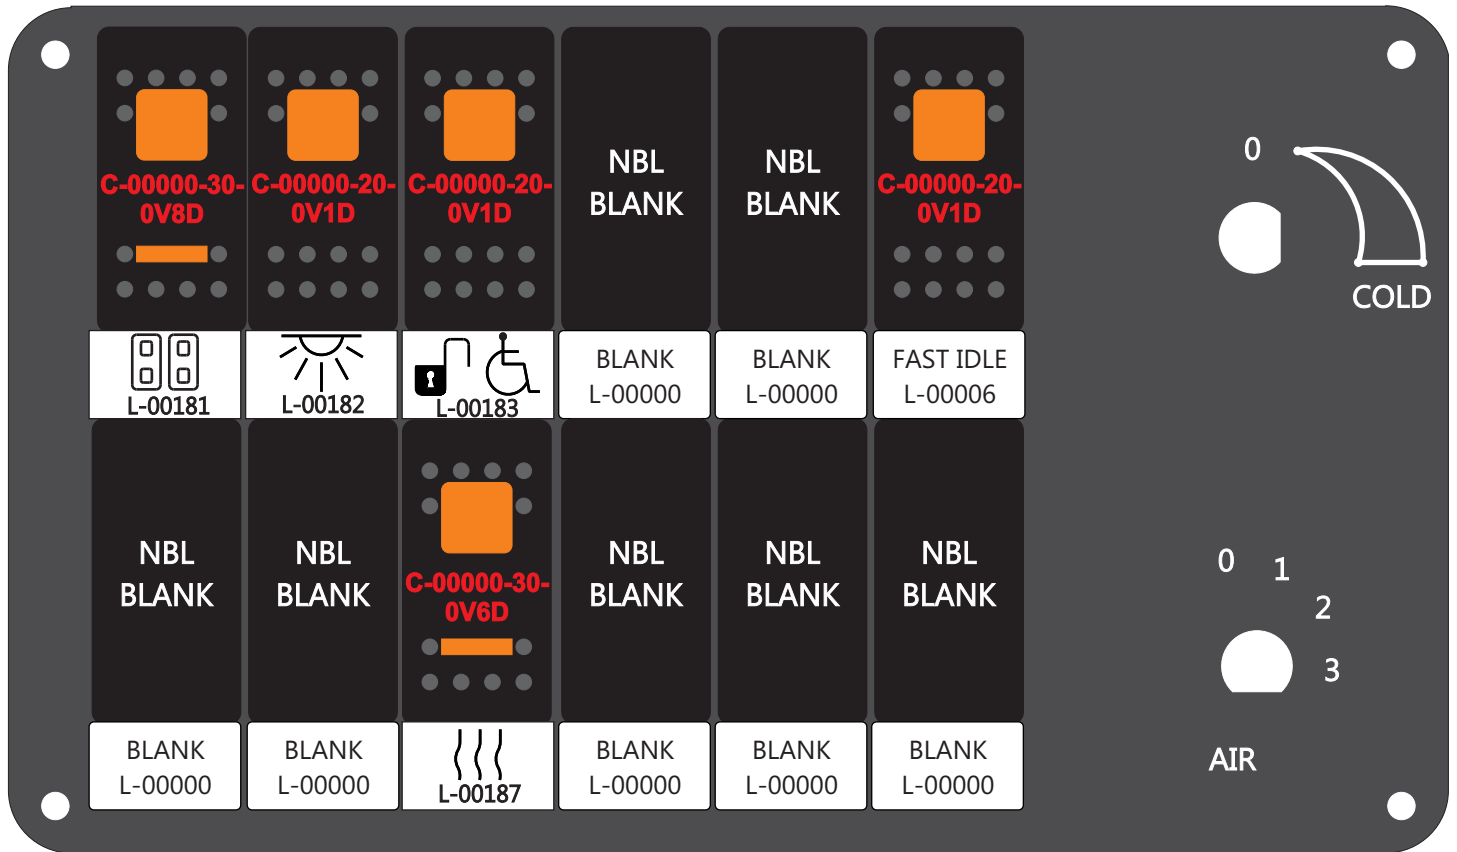 C-00000-30-
0V8D
C-00000-20-
0V1D
C-00000-20-
0V1D
NBL
BLANK
NBL
BLANK
C-00000-20-
0V1D
0
COLD
L-00181
L-00182
L-00183
BLANK
L-00000
BLANK
L-00000
FAST IDLE
L-00006
NBL
BLANK
NBL
BLANK
C-00000-30-
0V6D
NBL
BLANK
NBL
BLANK
NBL
BLANK
0
1
2
3
AIR
BLANK
L-00000
BLANK
L-00000
L-00187
BLANK
L-00000
BLANK
L-00000
BLANK
L-00000